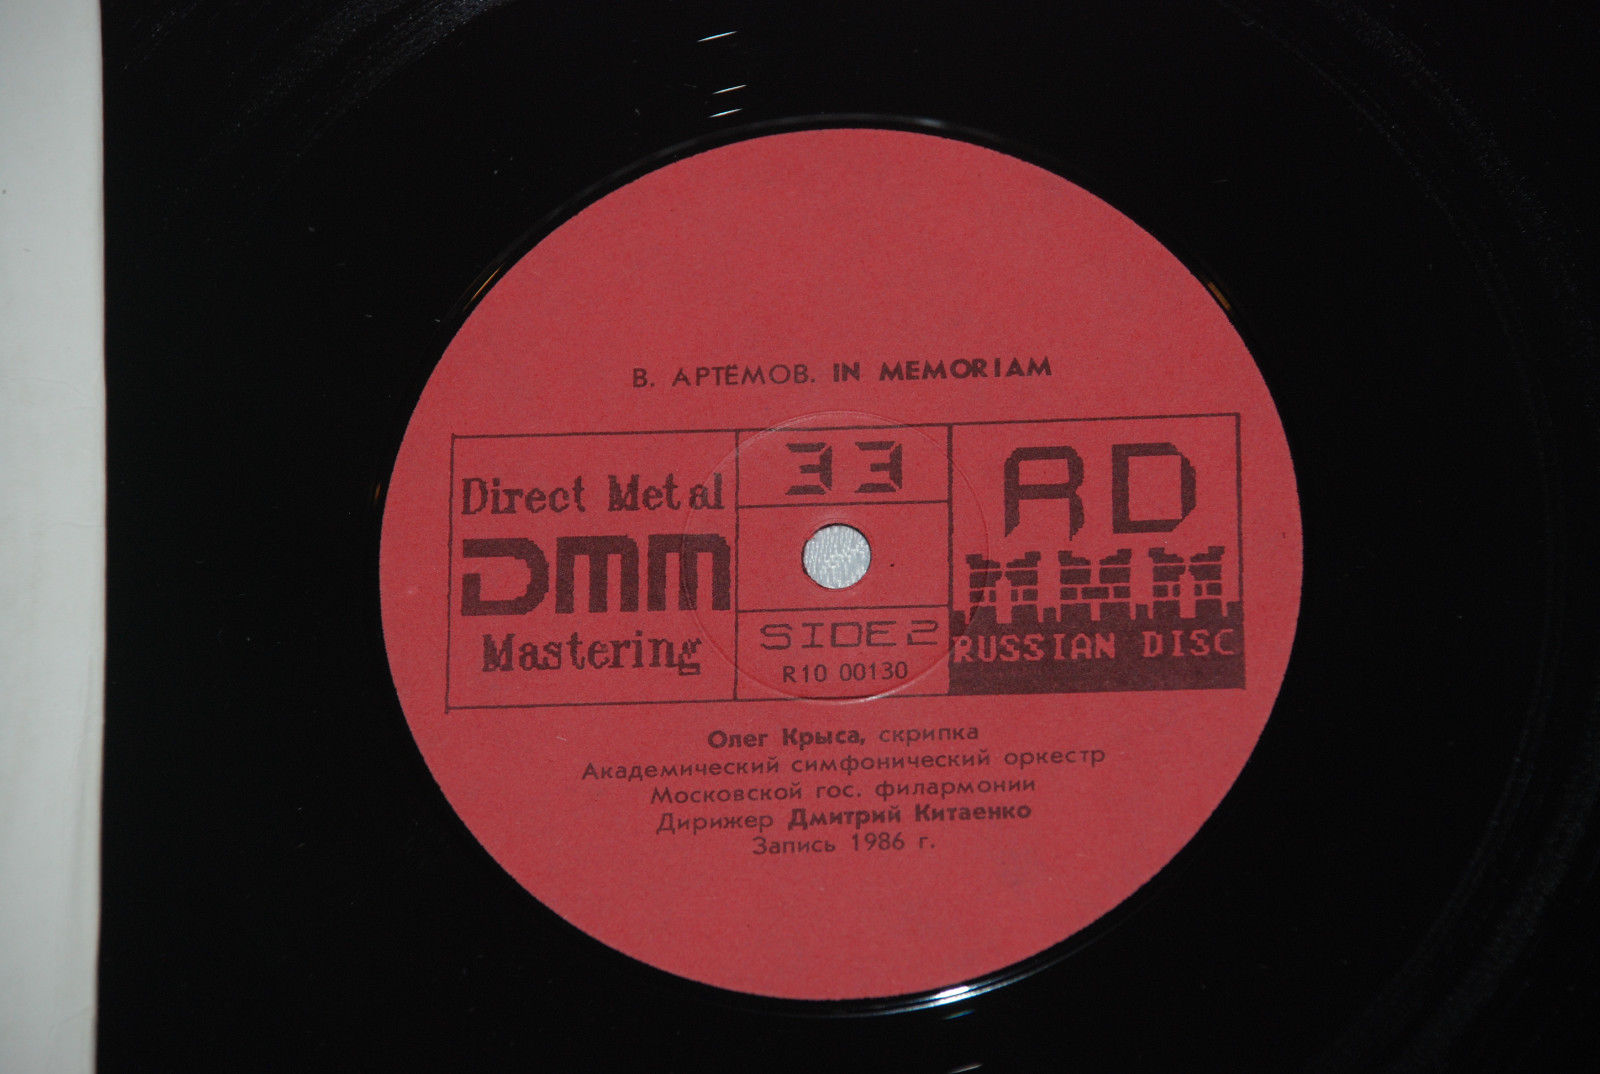 В. АРТЁМОВ. IN MEMORIAM
Direct Metal
DMM
Mastering
33
SIDE 2
R10 00130
RD
RUSSIAN DISC
Олег Крыса, скрипка
Академический симфонический оркестр
Московской гос. филармонии
Дирижер Дмитрий Китаенко
Запись 1986 г.